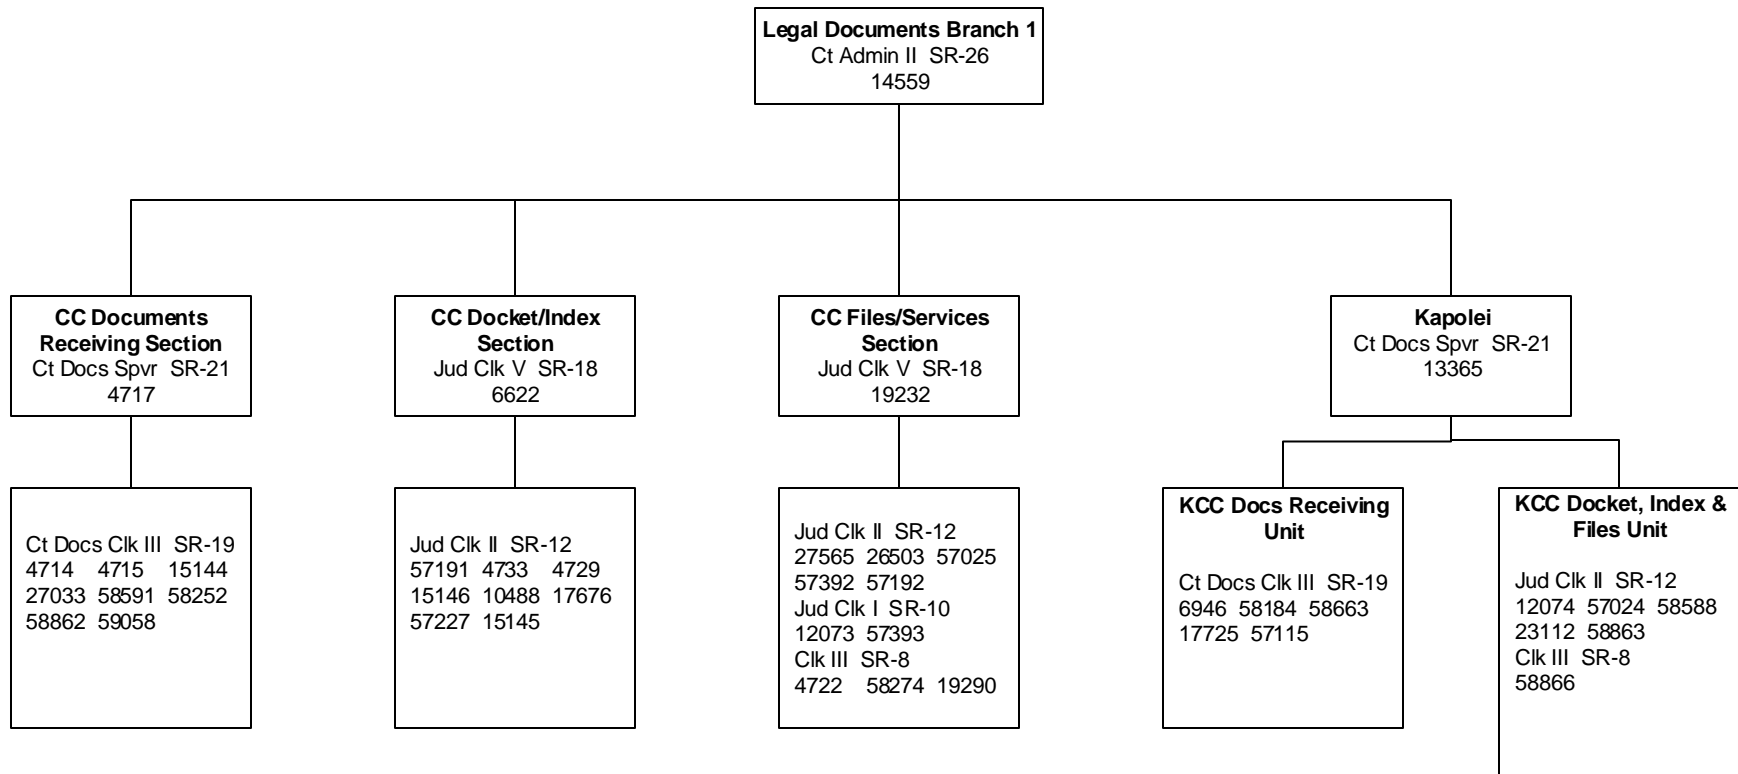 Legal Documents Branch 1
Ct Admin II SR-26
14559
CC Documents
Receiving Section
Ct Docs Spvr SR-21
4717
CC Docket/Index
Section
Jud Clk V SR-18
6622
CC Files/Services
Section
Jud Clk V SR-18
19232
Kapolei
Ct Docs Spvr SR-21
13365
Ct Docs Clk III SR-19
4714 4715 15144
27033 58591 58252
58862 59058
Jud Clk II SR-12
57191 4733 4729
15146 10488 17676
57227 15145
Jud Clk II SR-12
27565 26503 57025
57392 57192
Jud Clk I SR-10
12073 57393
Clk III SR-8
4722 58274 19290
KCC Docs Receiving
Unit
Ct Docs Clk III SR-19
6946 58184 58663
17725 57115
KCC Docket, Index &
Files Unit
Jud Clk II SR-12
12074 57024 58588
23112 58863
Clk III SR-8
58866